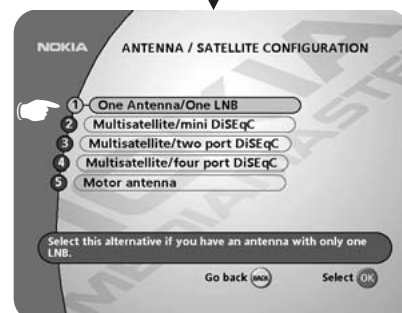 NOKIA
ANTENNA / SATELLITE CONFIGURATION
1 One Antenna/One LNB
2 Multisatellite/mini DiSEqC
3 Multisatellite/two port DiSEqC
4 Multisatellite/four port DiSEqC
5 Motor antenna
Select this alternative if you have an antenna with only one
LNB.
Go back BACK Select OK
NOKIA
MEDIAMASTER